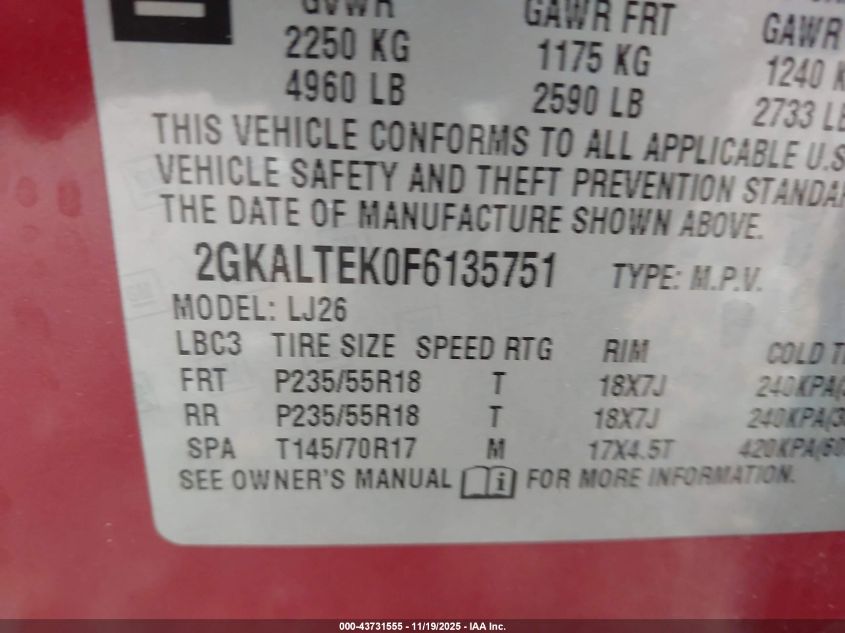 GVWR GAWR FRT GAWR
2250 KG 1175 KG 1240
4960 LB 2590 LB 2733 LB
THIS VEHICLE CONFORMS TO ALL APPLICABLE U.S
VEHICLE SAFETY AND THEFT PREVENTION STANDAR
THE DATE OF MANUFACTURE SHOWN ABOVE.
2GKALTEK0F6135751 TYPE: M.P.V.
MODEL: LJ26
LBC3 TIRE SIZE SPEED RTG RIM COLD
FRT P235/55R18 T 18X7J 240KPA(
RR P235/55R18 T 18X7J 240KPA(3
SPA T145/70R17 M 17X4.5T 420KPA(60
SEE OWNER'S MANUAL i FOR MORE INFORMATION.
000-43731555 - 11/19/2025 - IAA Inc.